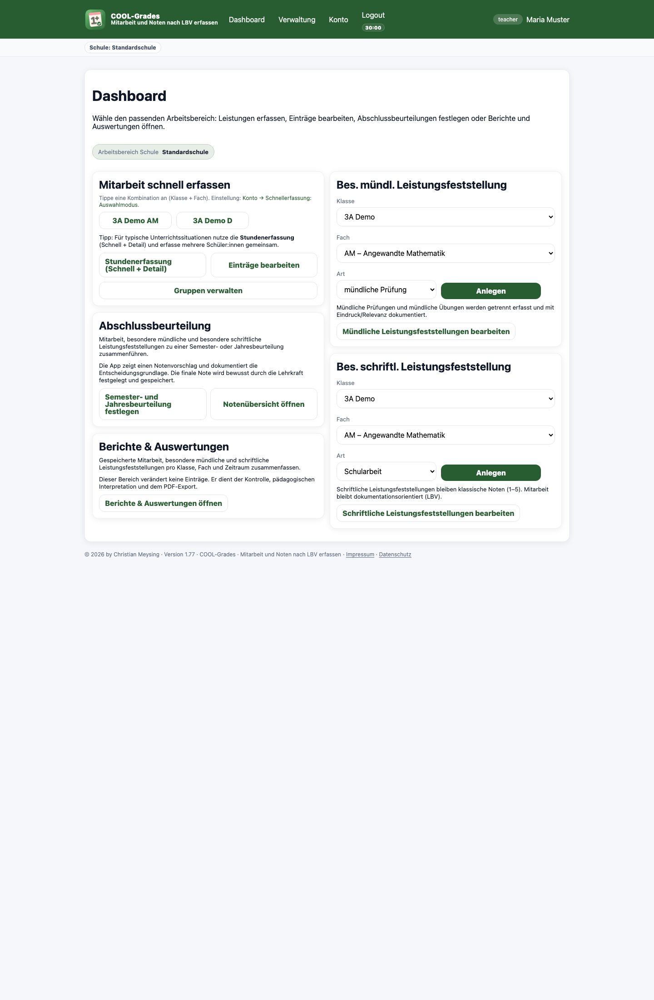 COOL-Grades
Mitarbeit und Noten nach LBV erfassen
Dashboard
Verwaltung
Konto
Logout
30:00
teacher
Maria Muster
Schule: Standardschule
Dashboard
Wähle den passenden Arbeitsbereich: Leistungen erfassen, Einträge bearbeiten, Abschlussbeurteilungen festlegen oder Berichte und
Auswertungen öffnen.
Arbeitsbereich Schule Standardschule
Mitarbeit schnell erfassen
Tippe eine Kombination an (Klasse + Fach). Einstellung: Konto → Schnellerfassung:
Auswahlmodus.
3A Demo AM
3A Demo D
Tipp: Für typische Unterrichtssituationen nutze die Stundenerfassung
(Schnell + Detail) und erfasse mehrere Schüler:innen gemeinsam.
Stundenerfassung
(Schnell + Detail)
Einträge bearbeiten
Gruppen verwalten
Abschlussbeurteilung
Mitarbeit, besondere mündliche und besondere schriftliche
Leistungsfeststellungen zu einer Semester- oder Jahresbeurteilung
zusammenführen.
Die App zeigt einen Notenvorschlag und dokumentiert die
Entscheidungsgrundlage. Die finale Note wird bewusst durch die Lehrkraft
festgelegt und gespeichert.
Semester- und
Jahresbeurteilung
festlegen
Notenübersicht öffnen
Berichte & Auswertungen
Gespeicherte Mitarbeit, besondere mündliche und schriftliche
Leistungsfeststellungen pro Klasse, Fach und Zeitraum zusammenfassen.
Dieser Bereich verändert keine Einträge. Er dient der Kontrolle, pädagogischen
Interpretation und dem PDF-Export.
Berichte & Auswertungen öffnen
Bes. mündl. Leistungsfeststellung
Klasse
3A Demo
Fach
AM – Angewandte Mathematik
Art
mündliche Prüfung
Anlegen
Mündliche Prüfungen und mündliche Übungen werden getrennt erfasst und mit
Eindruck/Relevanz dokumentiert.
Mündliche Leistungsfeststellungen bearbeiten
Bes. schriftl. Leistungsfeststellung
Klasse
3A Demo
Fach
AM – Angewandte Mathematik
Art
Schularbeit
Anlegen
Schriftliche Leistungsfeststellungen bleiben klassische Noten (1–5). Mitarbeit
bleibt dokumentationsorientiert (LBV).
Schriftliche Leistungsfeststellungen bearbeiten
© 2026 by Christian Meysing · Version 1.77 · COOL-Grades · Mitarbeit und Noten nach LBV erfassen · Impressum · Datenschutz